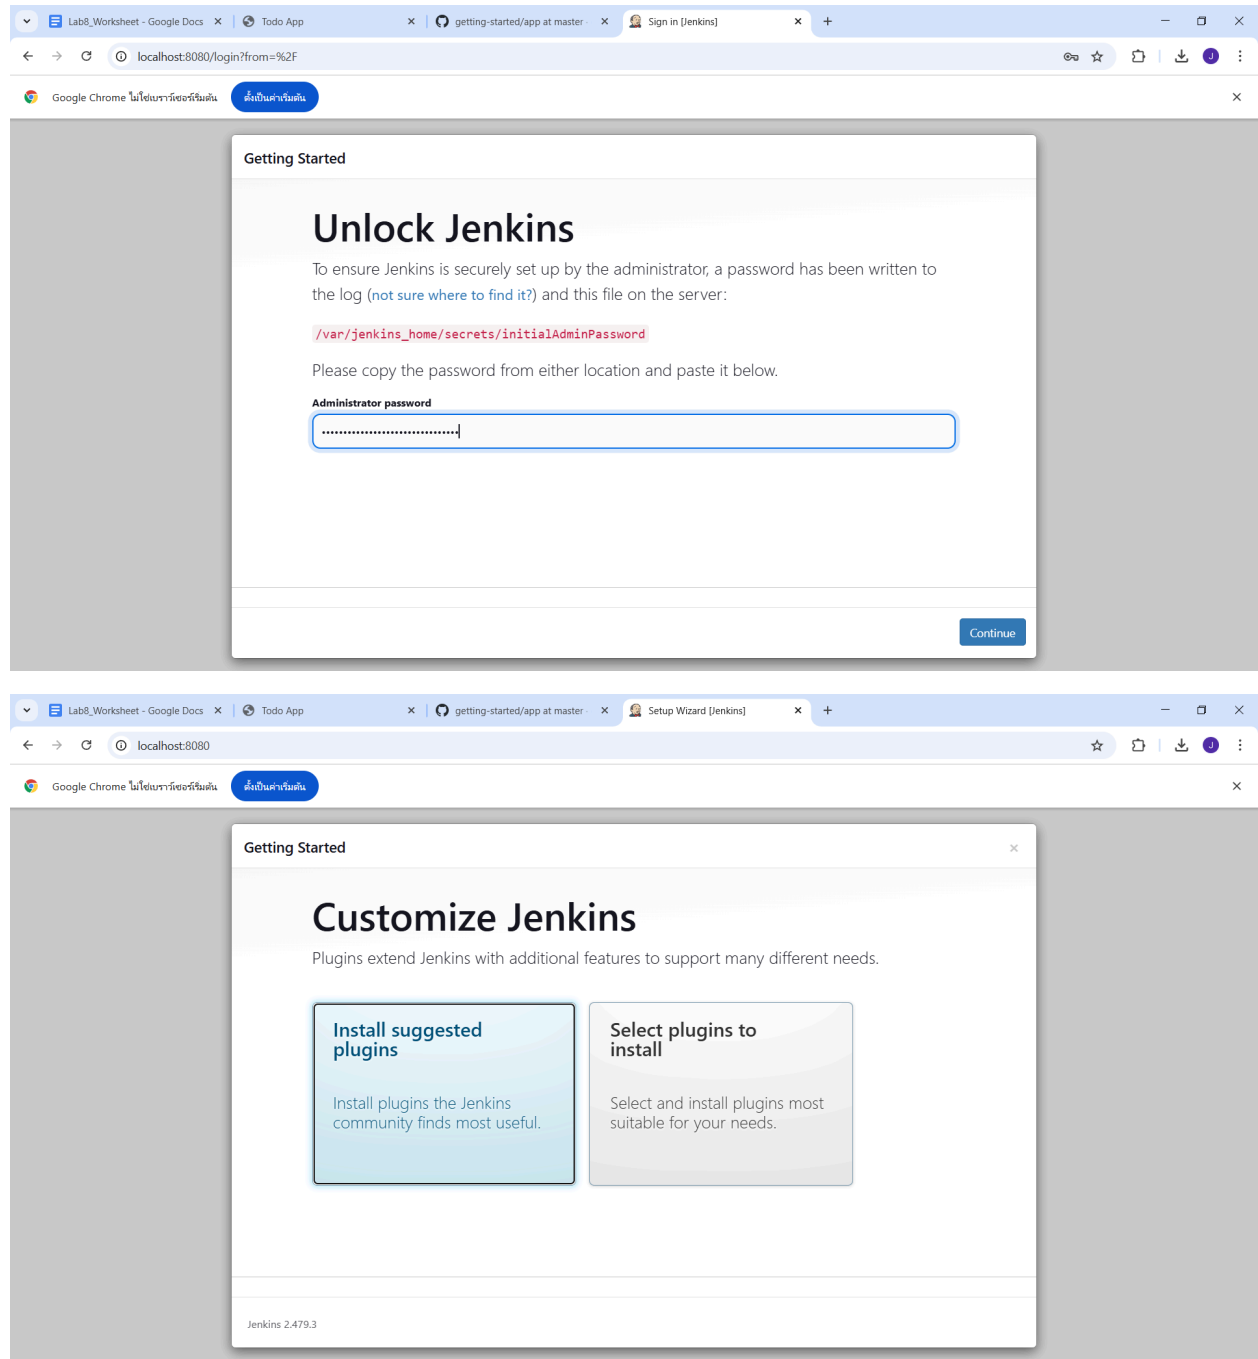 Lab8_Worksheet - Google Docs
Todo App
getting-started/app at master ·
Sign in [Jenkins]
localhost:8080/login?from=%2F
J
Google Chrome ไม่ใช่เบราว์เซอร์เริ่มต้น
ตั้งเป็นค่าเริ่มต้น
Getting Started
Unlock Jenkins
To ensure Jenkins is securely set up by the administrator, a password has been written to
the log (not sure where to find it?) and this file on the server:
/var/jenkins_home/secrets/initialAdminPassword
Please copy the password from either location and paste it below.
Administrator password
Continue
Lab8_Worksheet - Google Docs
Todo App
getting-started/app at master ·
Setup Wizard [Jenkins]
localhost:8080
J
Google Chrome ไม่ใช่เบราว์เซอร์เริ่มต้น
ตั้งเป็นค่าเริ่มต้น
Getting Started
Customize Jenkins
Plugins extend Jenkins with additional features to support many different needs.
Install suggested
plugins
Install plugins the Jenkins
community finds most useful.
Select plugins to
install
Select and install plugins most
suitable for your needs.
Jenkins 2.479.3